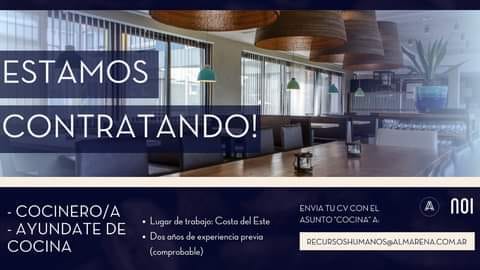 ESTAMOS
CONTRATANDO!
- COCINERO/A
- AYUNDATE DE
COCINA
• Lugar de trabajo: Costa del Este
• Dos años de experiencia previa
(comprobable)
ENVIA TU CV CON EL
ASUNTO "COCINA" A:
RECURSOSHUMANOS@ALMARENA.COM.AR
A NOI